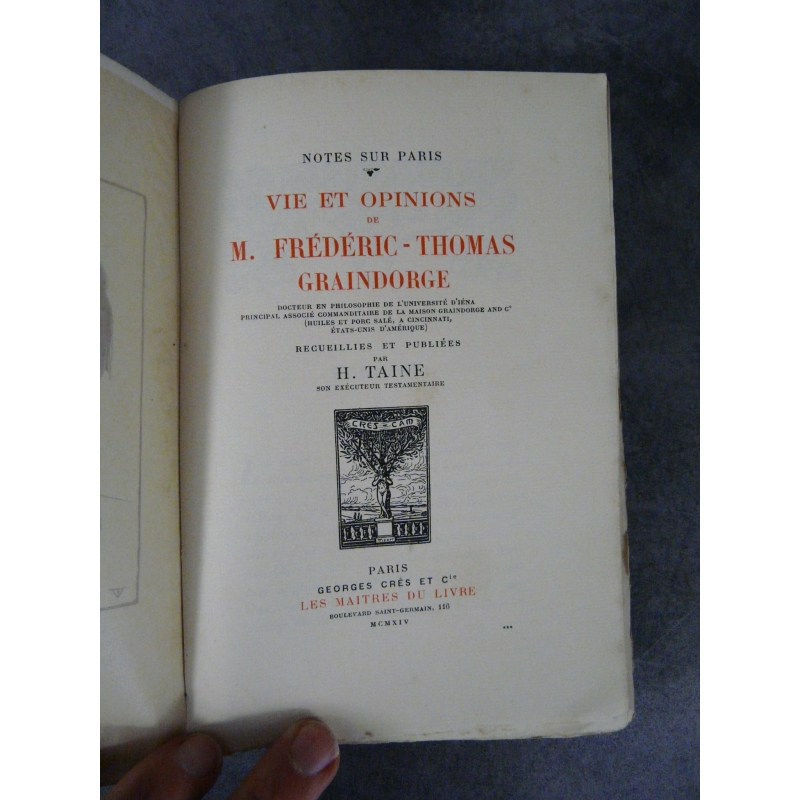 NOTES SUR PARIS
VIE ET OPINIONS
DE
M. FRÉDÉRIC-THOMAS
GRAINDORGE
DOCTEUR EN PHILOSOPHIE DE L'UNIVERSITÉ D'IÉNA
PRINCIPAL ASSOCIÉ COMMANDITAIRE DE LA MAISON GRAINDORGE AND Cº
(HUILES ET PORC SALÉ, A CINCINNATI,
ÉTATS-UNIS D'AMÉRIQUE)
RECUEILLIES ET PUBLIÉES
PAR
H. TAINE
SON EXÉCUTEUR TESTAMENTAIRE
CRES-CAM
PARIS
GEORGES CRÈS ET Cie
LES MAITRES DU LIVRE
BOULEVARD SAINT-GERMAIN, 116
MCMXIV
***